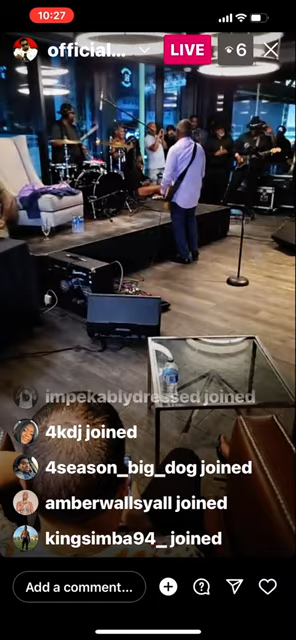 10:27
official...
LIVE
6
impekablydressed joined
4kdj joined
4season_big_dog joined
amberwallsyall joined
kingsimba94_ joined
Add a comment...